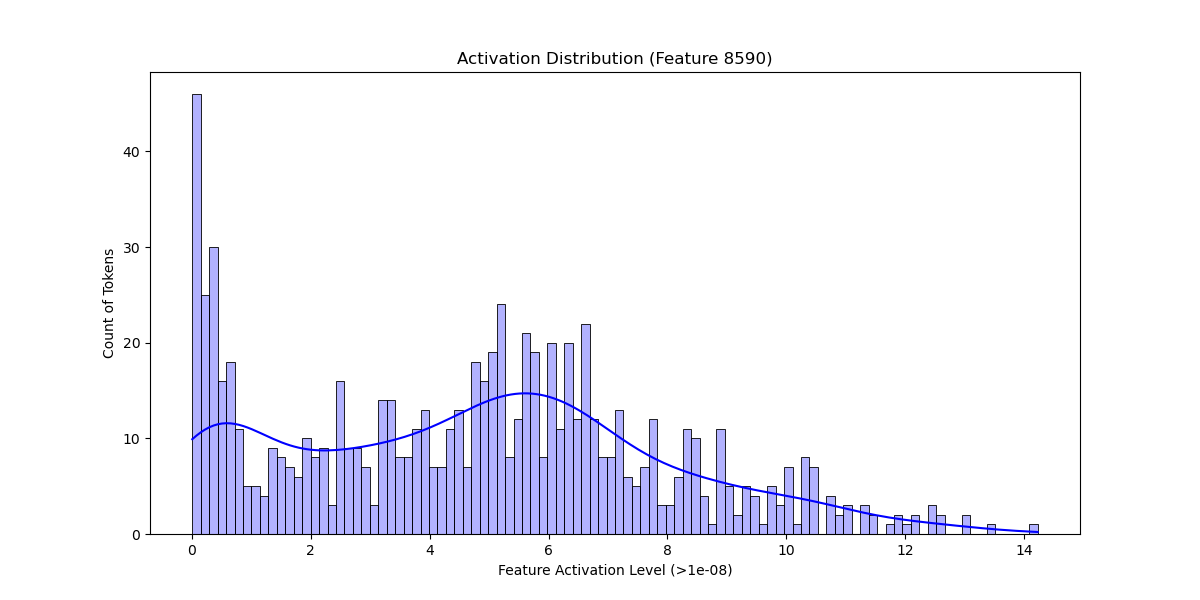 Activation Distribution (Feature 8590)
Count of Tokens
40
30
20
10
0
0 2 4 6 8 10 12 14
Feature Activation Level (>1e-08)